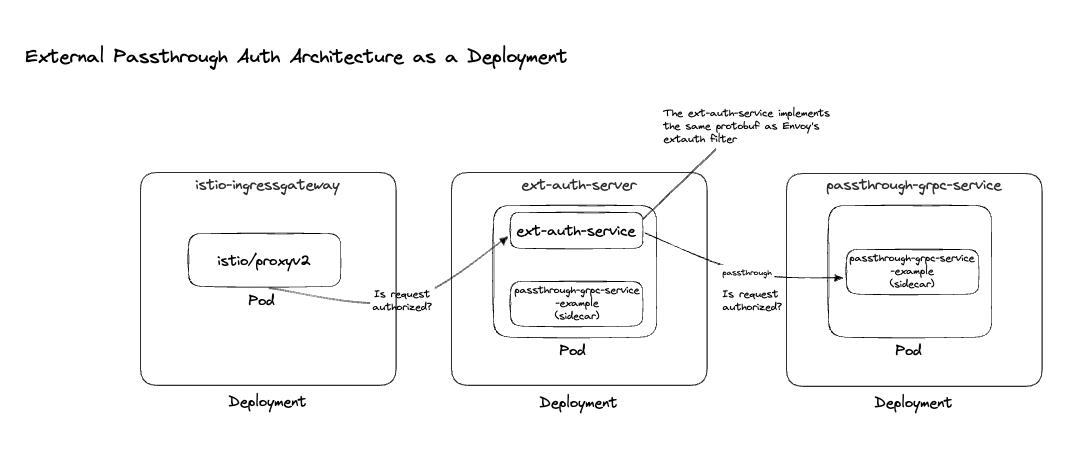 External Passthrough Auth Architecture as a Deployment
The ext-auth-service implements
the same protobuf as Envoy's
extauth filter
istio-ingressgateway
istio/proxyv2
Pod
Deployment
Is request
authorized?
ext-auth-server
ext-auth-service
passthrough-grpc-service
-example
(sidecar)
Pod
Deployment
passthrough
Is request
authorized?
passthrough-grpc-service
passthrough-grpc-service
-example
(sidecar)
Pod
Deployment